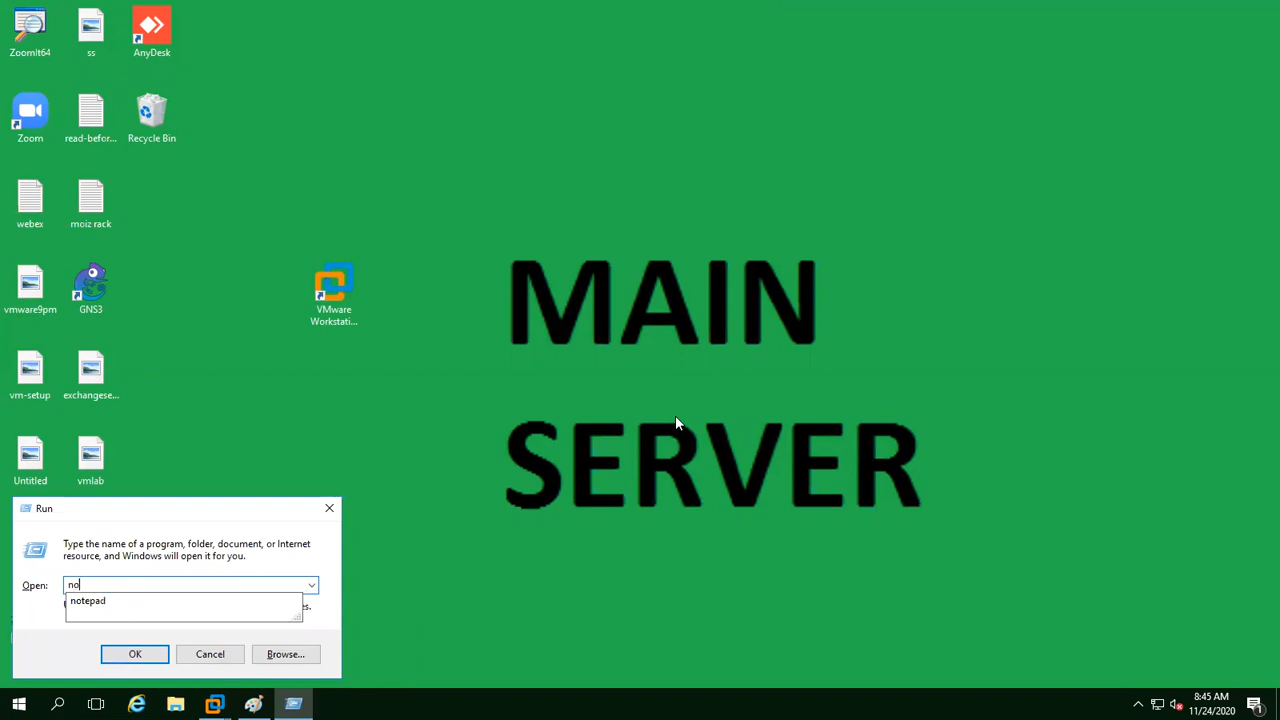 ZoomIt64
ss
AnyDesk
Zoom
read-befor...
Recycle Bin
webex
moiz rack
vmware9pm
GNS3
VMware
Workstati...
MAIN
SERVER
vm-setup
exchangese...
Untitled
vmlab
Run
Type the name of a program, folder, document, or Internet
resource, and Windows will open it for you.
Open:
no
notepad
es.
OK
Cancel
Browse...
8:45 AM
11/24/2020
1